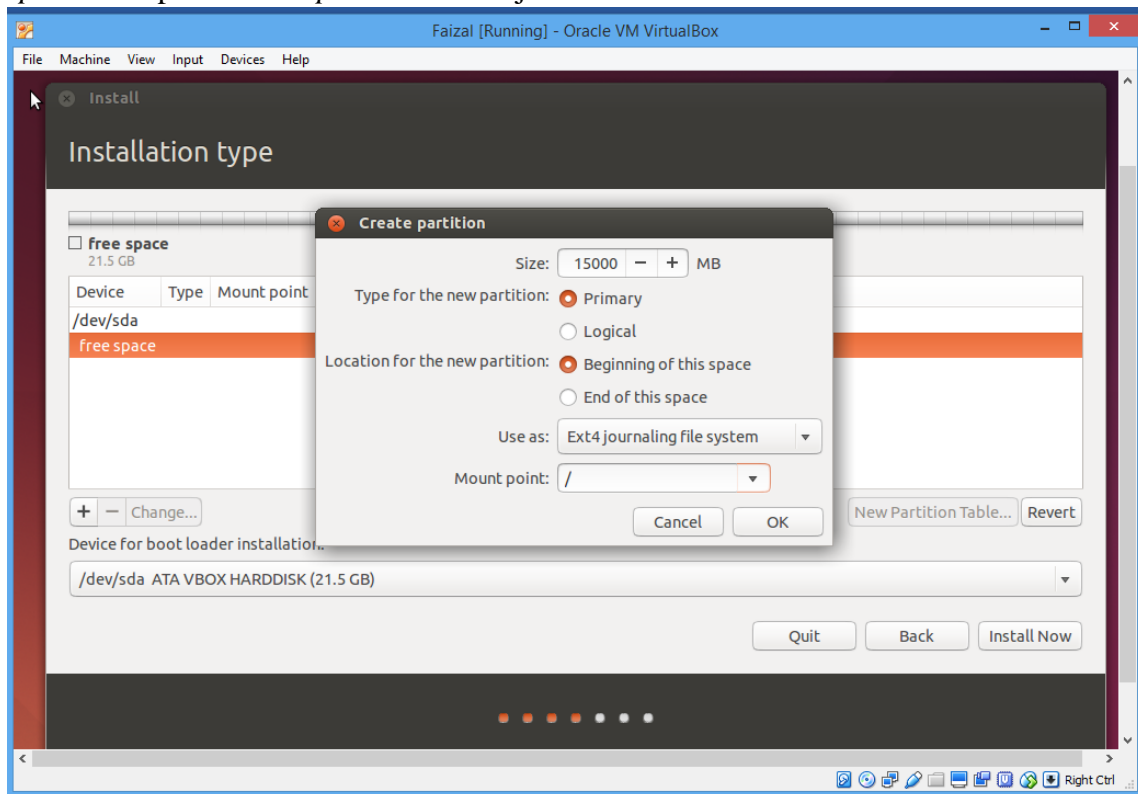 Faizal [Running] - Oracle VM VirtualBox
File Machine View Input Devices Help
Install
Installation type
free space
21.5 GB
Device Type Mount point
/dev/sda
free space
Create partition
Size: 15000 − + MB
Type for the new partition: Primary
Logical
Location for the new partition: Beginning of this space
End of this space
Use as: Ext4 journaling file system
Mount point: /
Cancel OK
+ − Change...
New Partition Table... Revert
Device for boot loader installation:
/dev/sda ATA VBOX HARDDISK (21.5 GB)
Quit Back Install Now
Right Ctrl